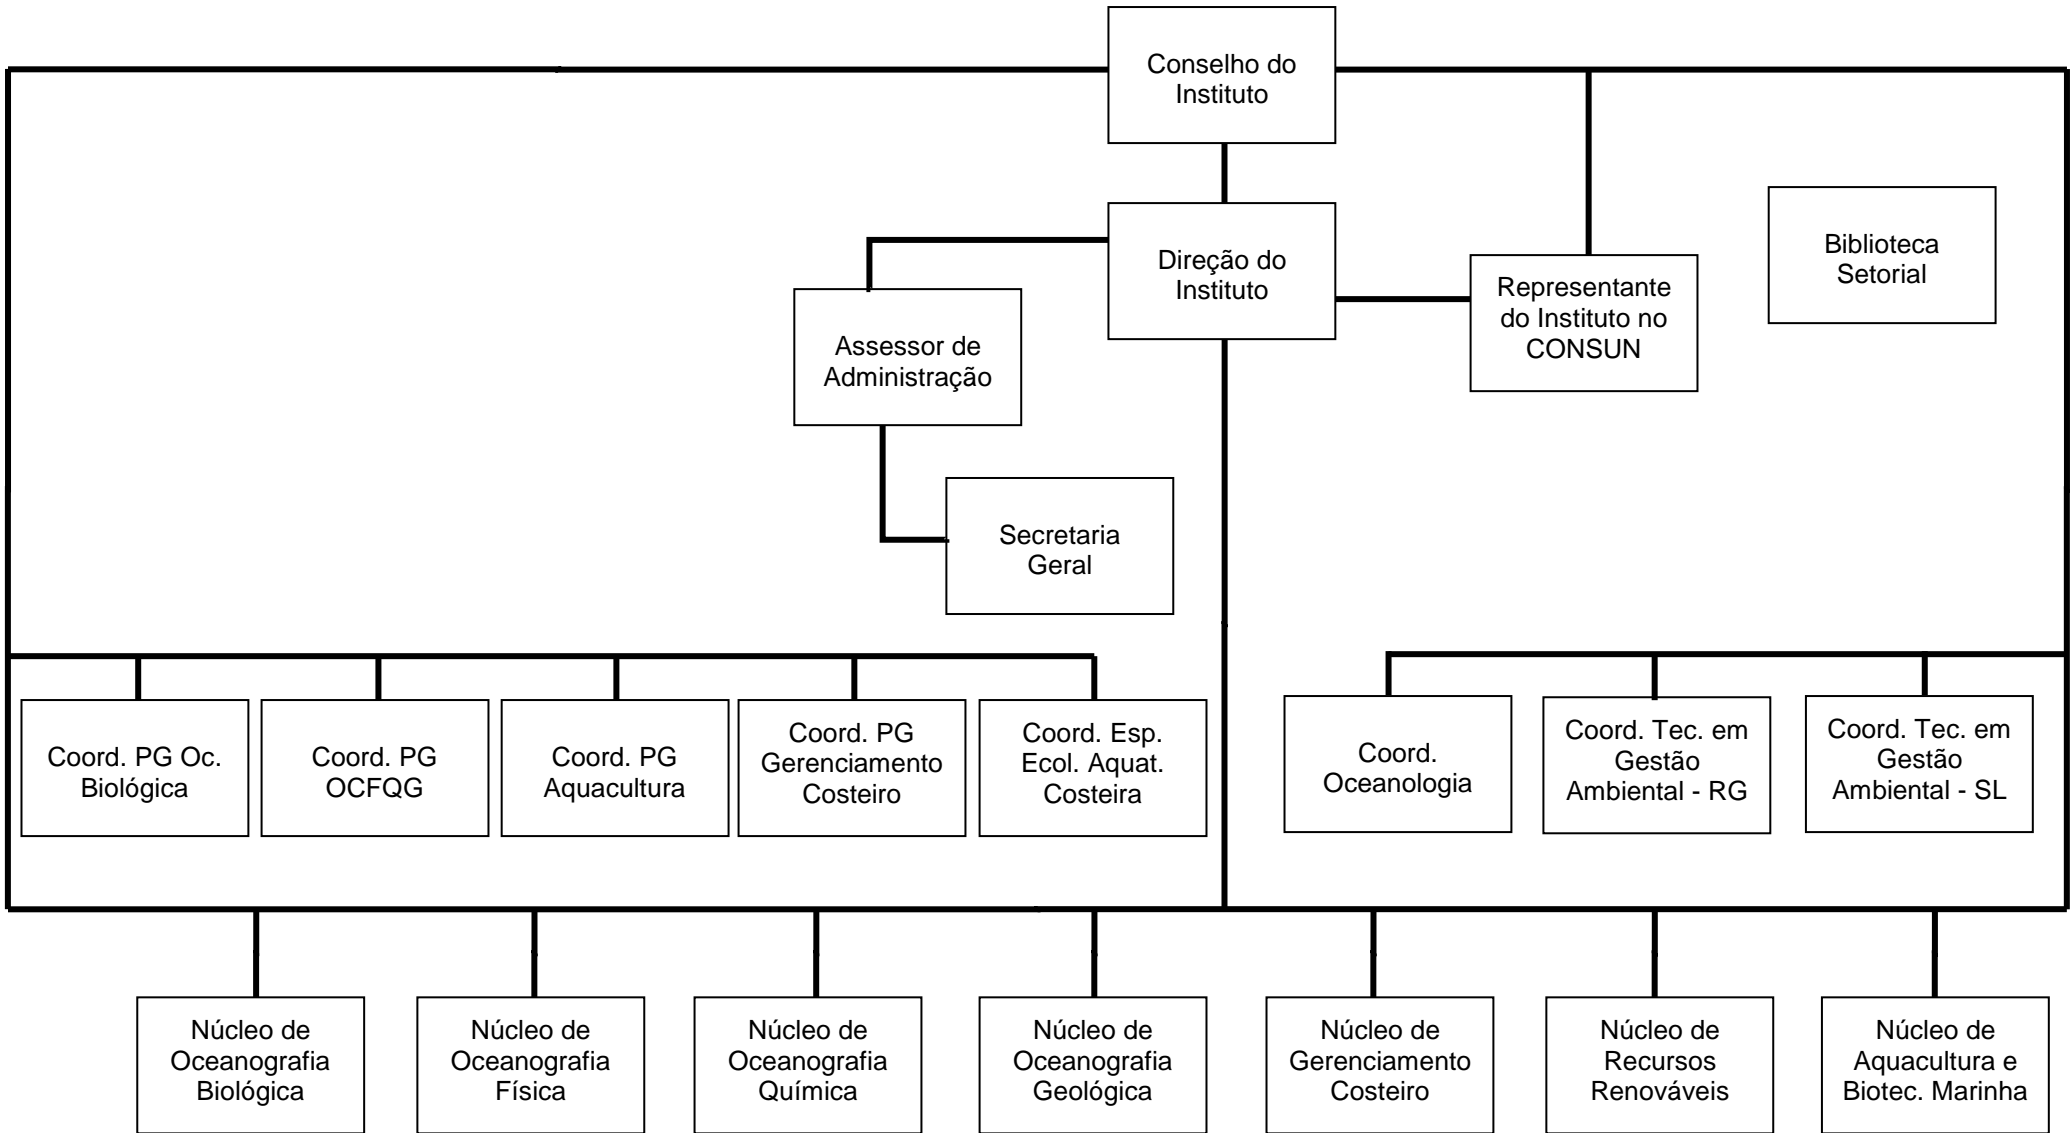 Conselho do
Instituto
Direção do
Instituto
Biblioteca
Setorial
Representante
do Instituto no
CONSUN
Assessor de
Administração
Secretaria
Geral
Coord. PG Oc.
Biológica
Coord. PG
OCFQG
Coord. PG
Aquacultura
Coord. PG
Gerenciamento
Costeiro
Coord. Esp.
Ecol. Aquat.
Costeira
Coord.
Oceanologia
Coord. Tec. em
Gestão
Ambiental - RG
Coord. Tec. em
Gestão
Ambiental - SL
Núcleo de
Oceanografia
Biológica
Núcleo de
Oceanografia
Física
Núcleo de
Oceanografia
Química
Núcleo de
Oceanografia
Geológica
Núcleo de
Gerenciamento
Costeiro
Núcleo de
Recursos
Renováveis
Núcleo de
Aquacultura e
Biotec. Marinha